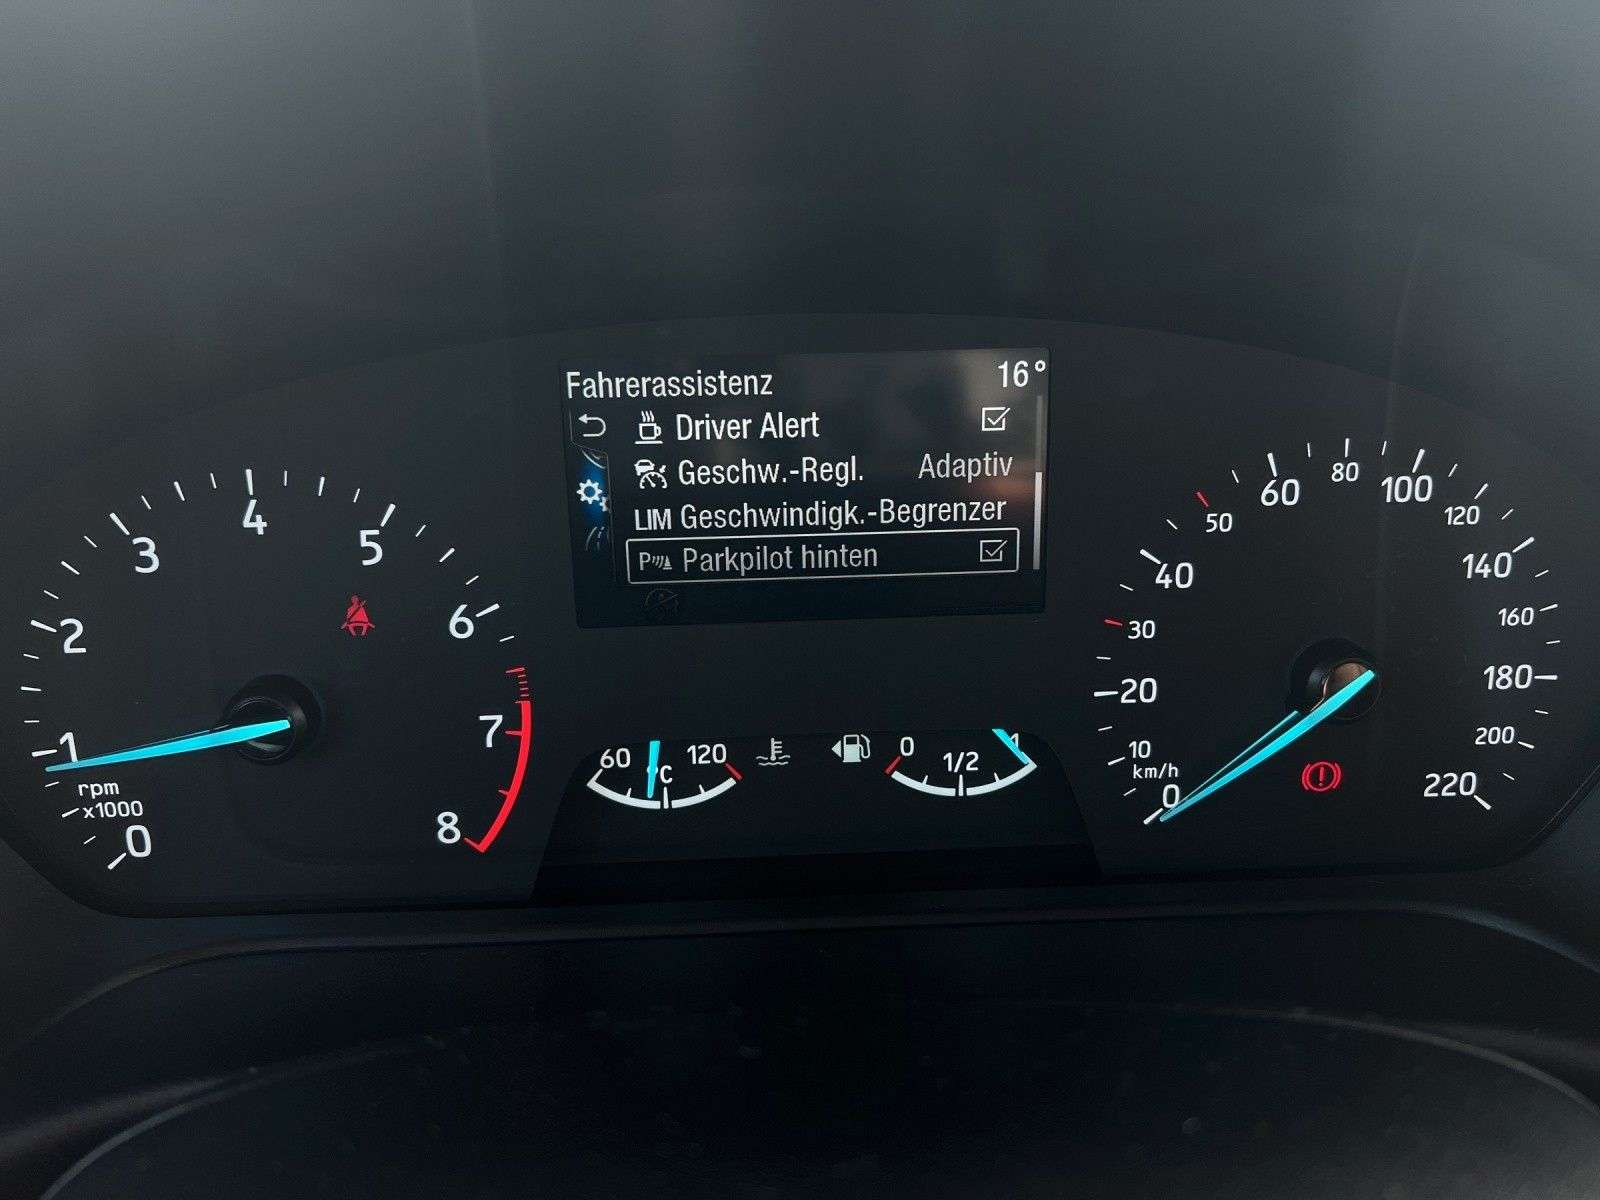 Fahrerassistenz 16°
Driver Alert
Geschw.-Regl. Adaptiv
LIM Geschwindigk.-Begrenzer
P Parkpilot hinten
0
1
2
3
4
5
6
7
8
rpm
x1000
60 120
°C
0 1/2 1
0
10
20
30
40
50
60
80
100
120
140
160
180
200
220
km/h